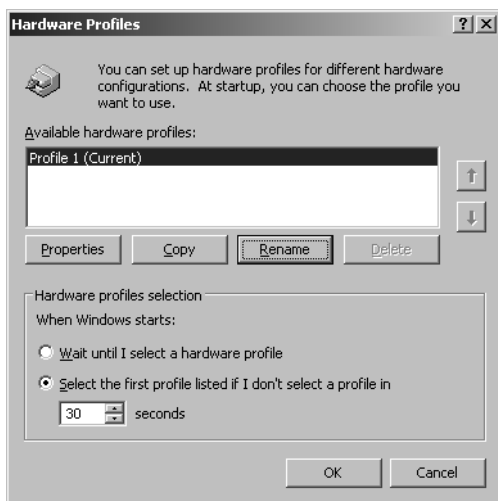 Hardware Profiles
You can set up hardware profiles for different hardware
configurations. At startup, you can choose the profile you
want to use.
Available hardware profiles:
Profile 1 (Current)
Properties
Copy
Rename
Delete
Hardware profiles selection
When Windows starts:
Wait until I select a hardware profile
Select the first profile listed if I don't select a profile in
30 seconds
OK
Cancel